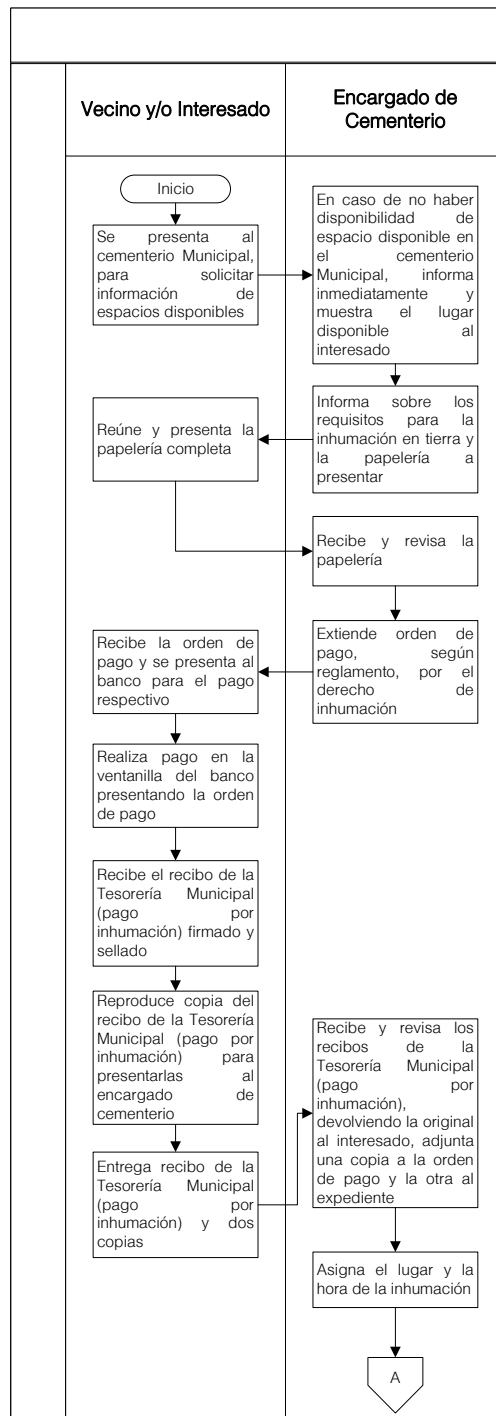 Vecino y/o Interesado
Encargado de
Cementerio
Inicio
Se presenta al
cementerio Municipal,
para solicitar
información de
espacios disponibles
En caso de no haber
disponibilidad de
espacio disponible en
el cementerio
Municipal, informa
inmediatamente y
muestra el lugar
disponible al
interesado
Informa sobre los
requisitos para la
inhumación en tierra y
la papelería a
presentar
Reúne y presenta la
papelería completa
Recibe y revisa la
papelería
Extiende orden de
pago, según
reglamento, por el
derecho de
inhumación
Recibe la orden de
pago y se presenta al
banco para el pago
respectivo
Realiza pago en la
ventanilla del banco
presentando la orden
de pago
Recibe el recibo de la
Tesorería Municipal
(pago por
inhumación) firmado y
sellado
Reproduce copia del
recibo de la Tesorería
Municipal (pago por
inhumación) para
presentarlas al
encargado de
cementerio
Entrega recibo de la
Tesorería Municipal
(pago por
inhumación) y dos
copias
Recibe y revisa los
recibos de la
Tesorería Municipal
(pago por
inhumación),
devolviendo la original
al interesado, adjunta
una copia a la orden
de pago y la otra al
expediente
Asigna el lugar y la
hora de la inhumación
A